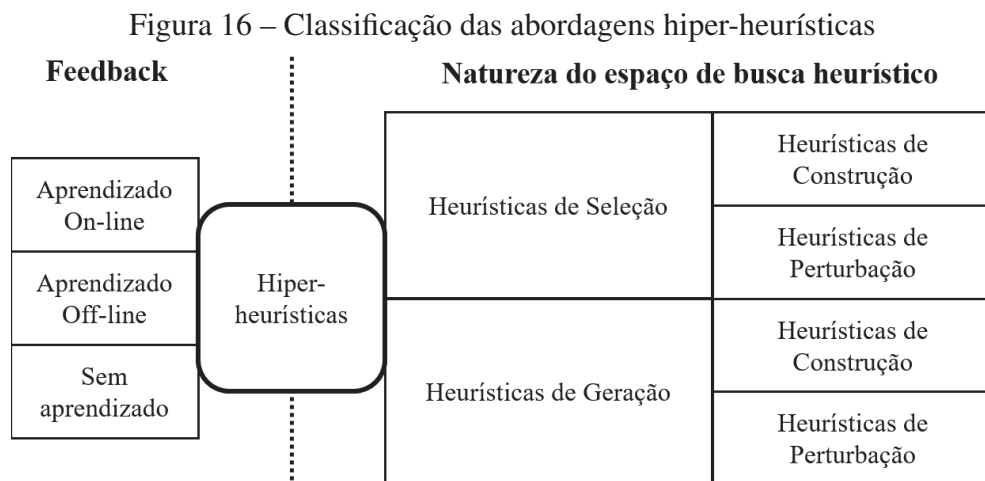 Figura 16 – Classificação das abordagens hiper-heurísticas
Feedback
Natureza do espaço de busca heurístico
Aprendizado
On-line
Aprendizado
Off-line
Sem
aprendizado
Hiper-
heurísticas
Heurísticas de Seleção
Heurísticas de
Construção
Heurísticas de
Perturbação
Heurísticas de Geração
Heurísticas de
Construção
Heurísticas de
Perturbação